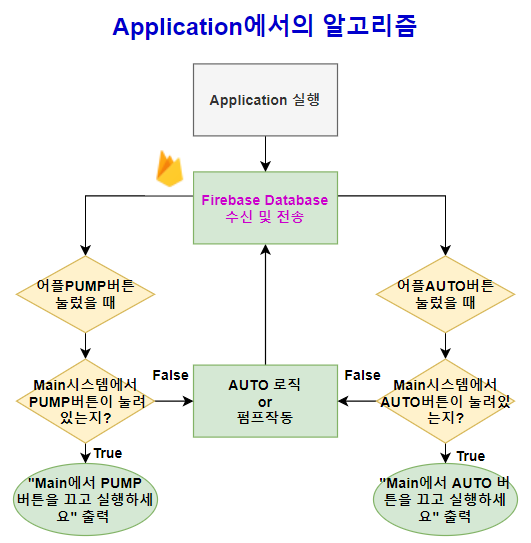 Application에서의 알고리즘
Application 실행
Firebase Database
수신 및 전송
어플PUMP버튼
눌렀을 때
어플AUTO버튼
눌렀을 때
Main시스템에서
PUMP버튼이 눌려
있는지?
False
AUTO 로직
or
펌프작동
False
Main시스템에서
AUTO버튼이 눌려있
는지?
True
True
"Main에서 PUMP
버튼을 끄고 실행하세
요" 출력
"Main에서 AUTO 버
튼을 끄고 실행하세
요" 출력